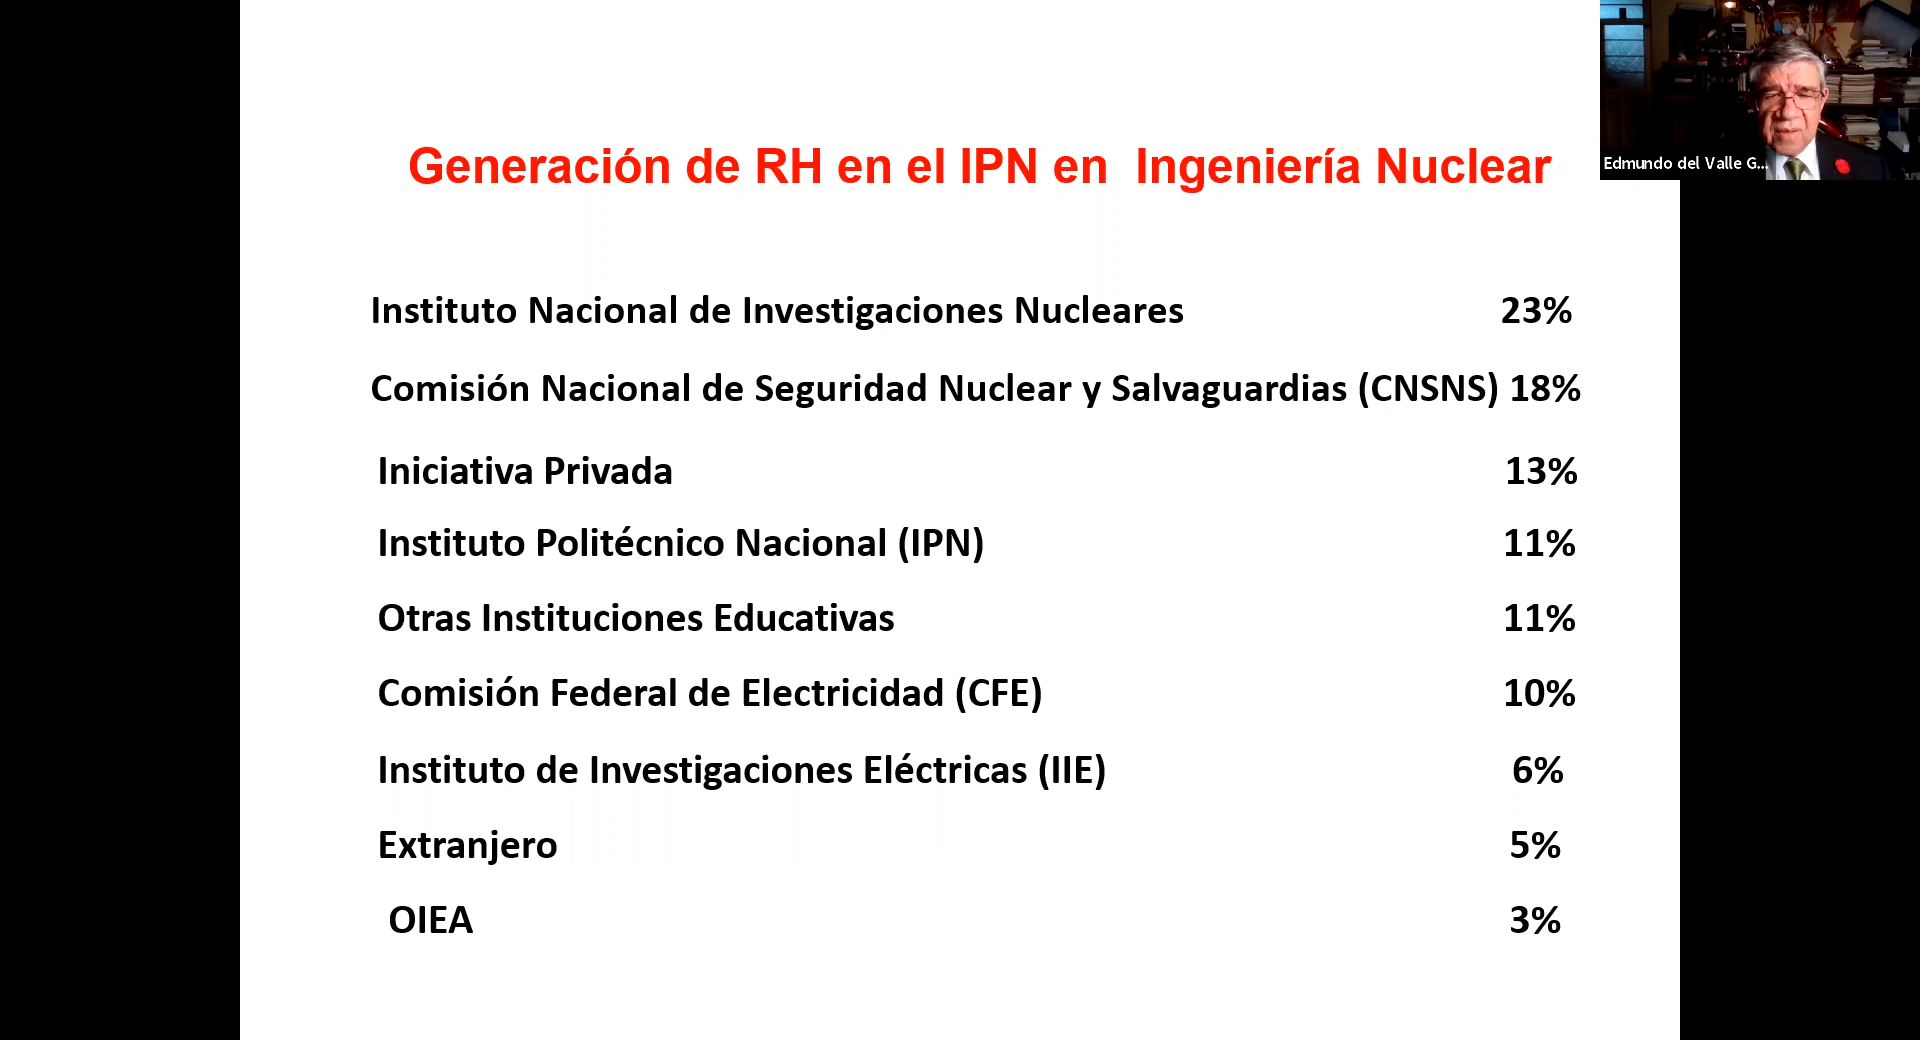 Generación de RH en el IPN en Ingeniería Nuclear
Edmundo del Valle G...
Instituto Nacional de Investigaciones Nucleares 23%
Comisión Nacional de Seguridad Nuclear y Salvaguardias (CNSNS) 18%
Iniciativa Privada 13%
Instituto Politécnico Nacional (IPN) 11%
Otras Instituciones Educativas 11%
Comisión Federal de Electricidad (CFE) 10%
Instituto de Investigaciones Eléctricas (IIE) 6%
Extranjero 5%
OIEA 3%